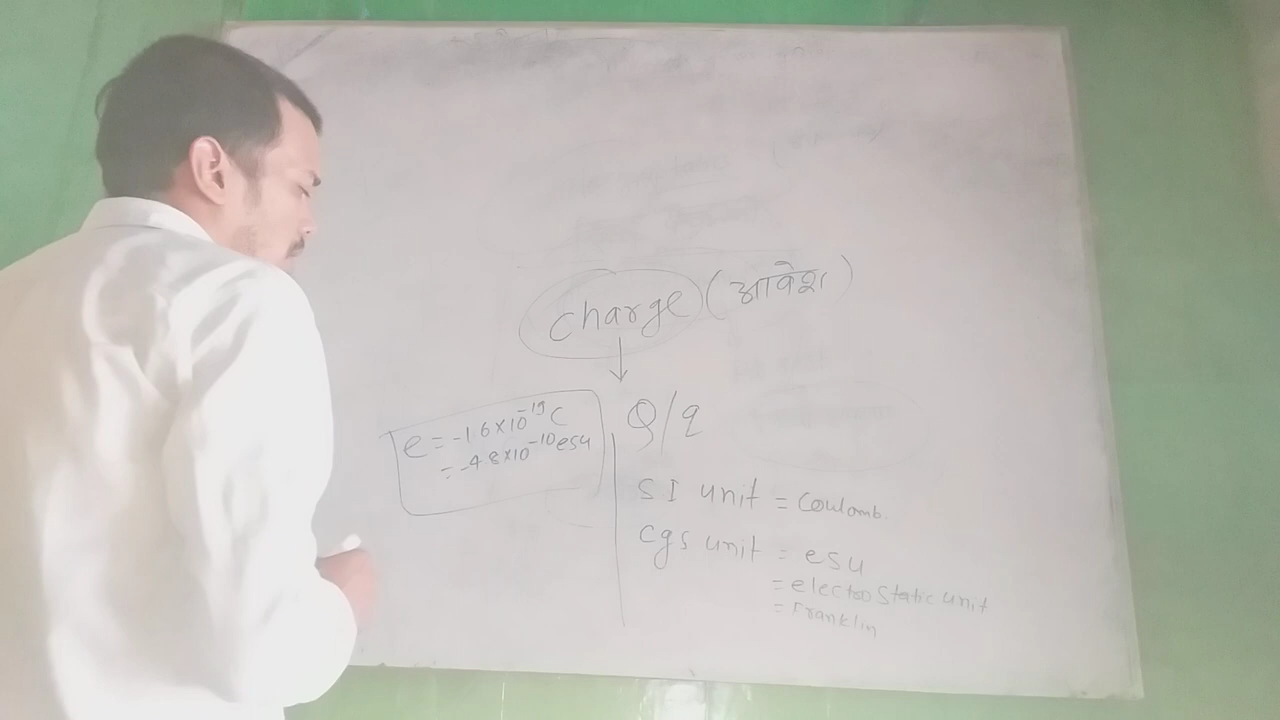 charge (आवेश)
Q/q
e = -1.6×10⁻¹⁹ C
= -4.8×10⁻¹⁰ esu
SI unit = Coulomb.
cgs unit = esu
= electrostatic unit
= Franklin